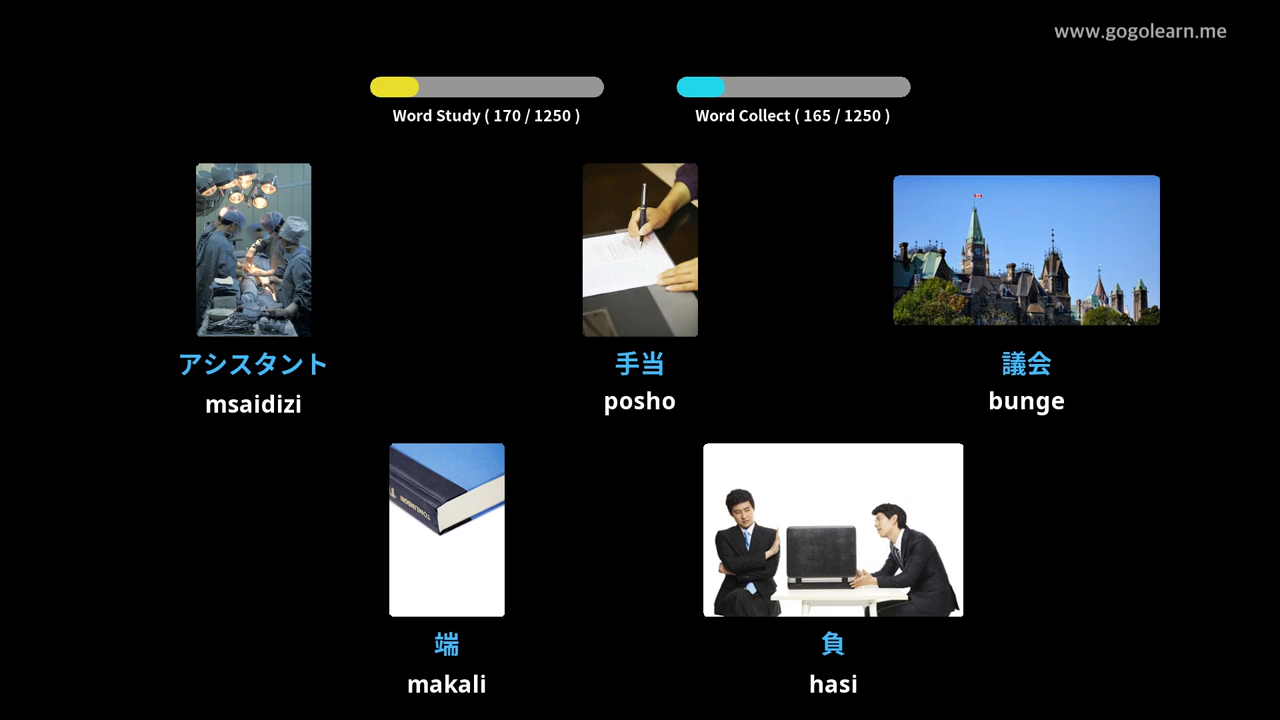 www.gogolearn.me
Word Study ( 170 / 1250 )
Word Collect ( 165 / 1250 )
アシスタント
msaidizi
手当
posho
議会
bunge
TOMLINSON
端
makali
負
hasi